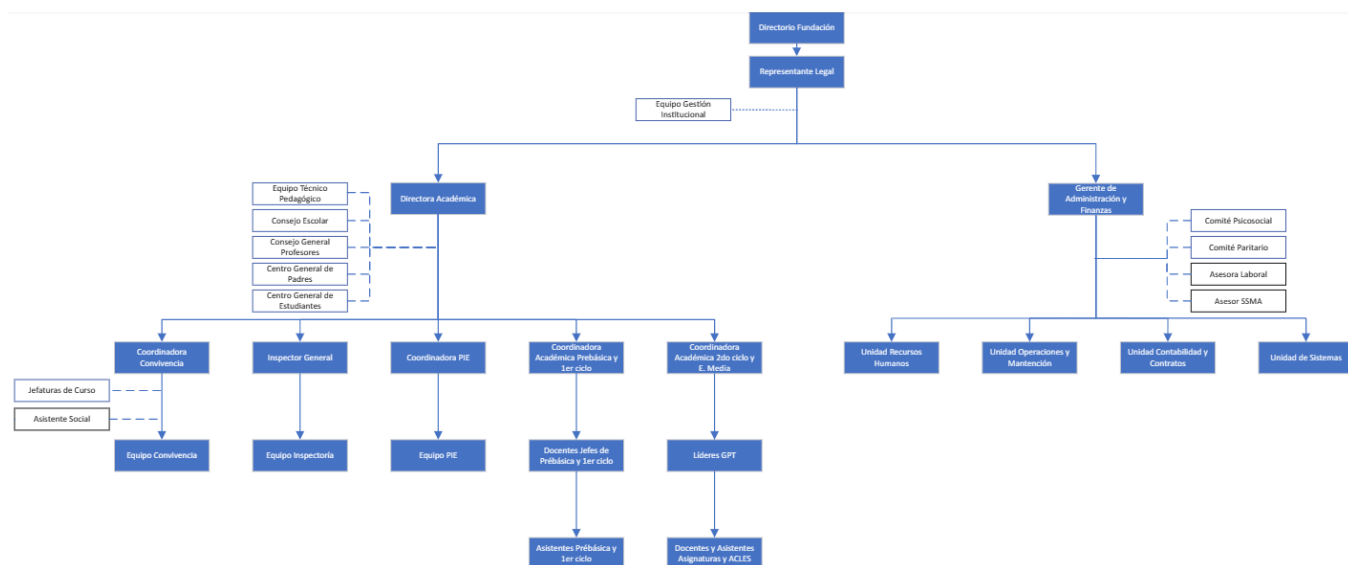 Directorio Fundación
Representante Legal
Equipo Gestión
Institucional
Equipo Técnico
Pedagógico
Directora Académica
Gerente de
Administración y
Finanzas
Consejo Escolar
Comité Psicosocial
Consejo General
Profesores
Comité Paritario
Centro General de
Padres
Asesora Laboral
Centro General de
Estudiantes
Asesor SSMA
Coordinadora
Convivencia
Inspector General
Coordinadora PIE
Coordinadora
Académica Prebásica y
1er ciclo
Coordinadora
Académica 2do ciclo y
E. Media
Unidad Recursos
Humanos
Unidad Operaciones y
Mantención
Unidad Contabilidad y
Contratos
Unidad de Sistemas
Jefaturas de Curso
Asistente Social
Equipo Convivencia
Equipo Inspectoría
Equipo PIE
Docentes Jefes de
Prébásica y 1er ciclo
Líderes GPT
Asistentes Prébásica y
1er ciclo
Docentes y Asistentes
Asignaturas y ACLES